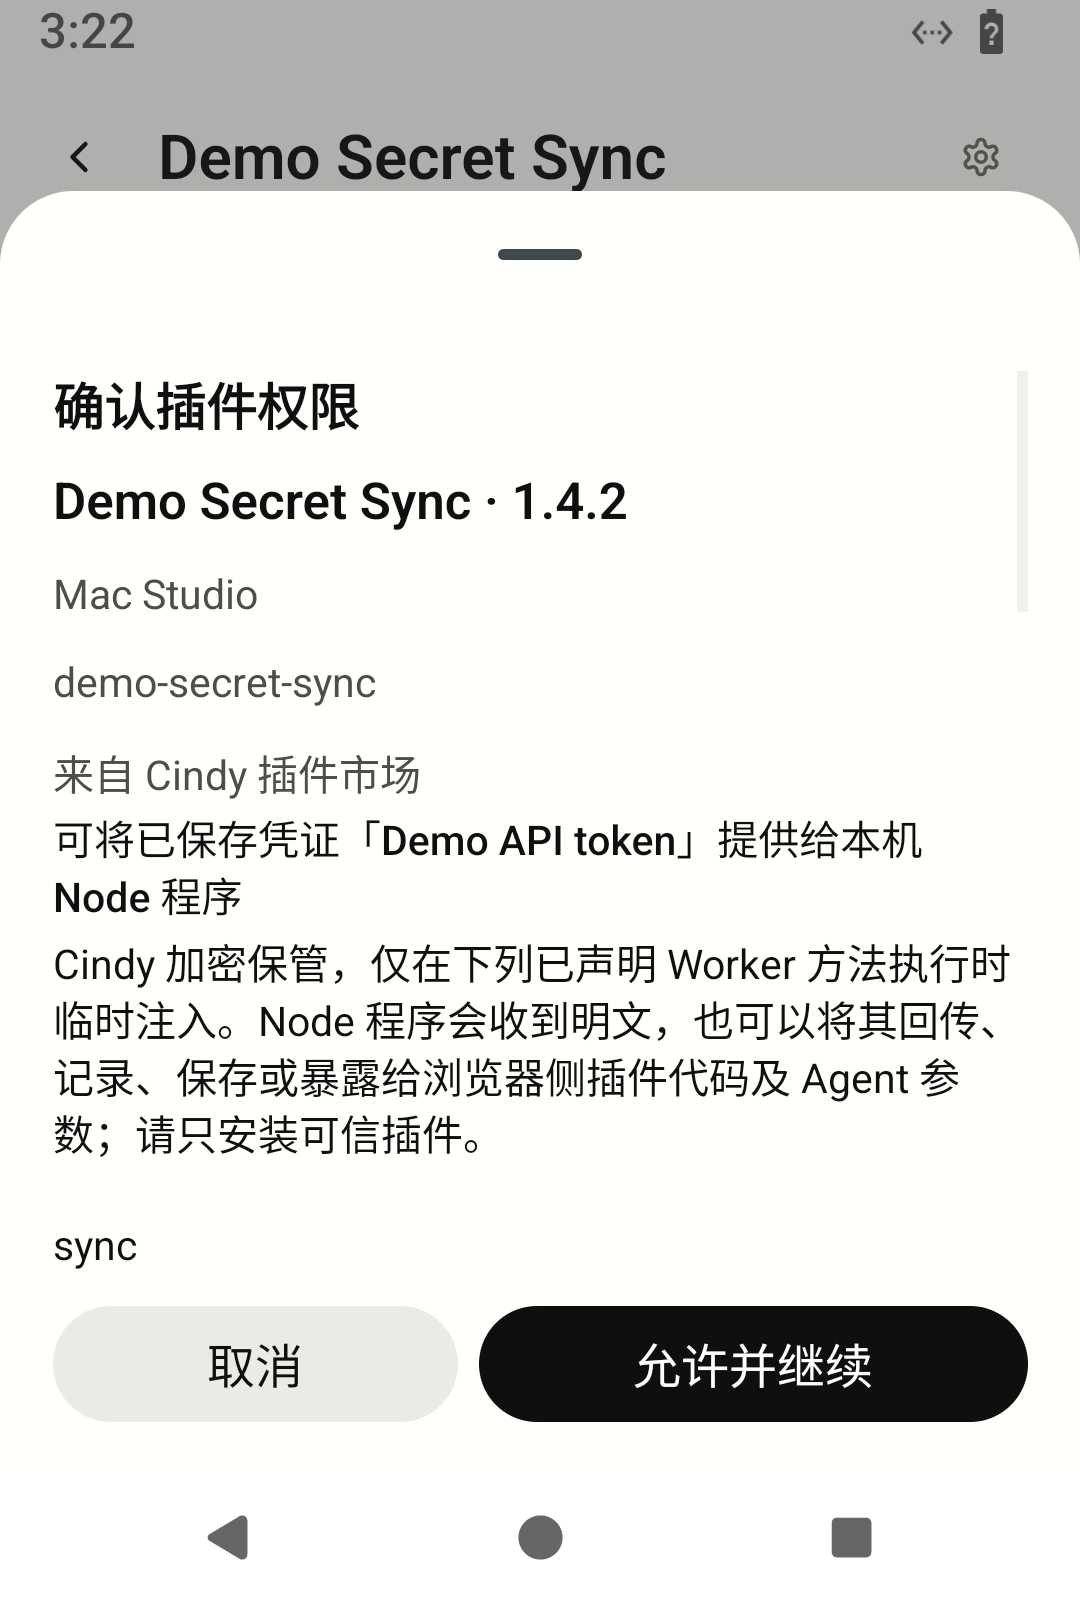 3:22
Demo Secret Sync
确认插件权限
Demo Secret Sync · 1.4.2
Mac Studio
demo-secret-sync
来自 Cindy 插件市场
可将已保存凭证「Demo API token」提供给本机
Node 程序
Cindy 加密保管，仅在下列已声明 Worker 方法执行时
临时注入。Node 程序会收到明文，也可以将其回传、
记录、保存或暴露给浏览器侧插件代码及 Agent 参
数；请只安装可信插件。
sync
取消
允许并继续